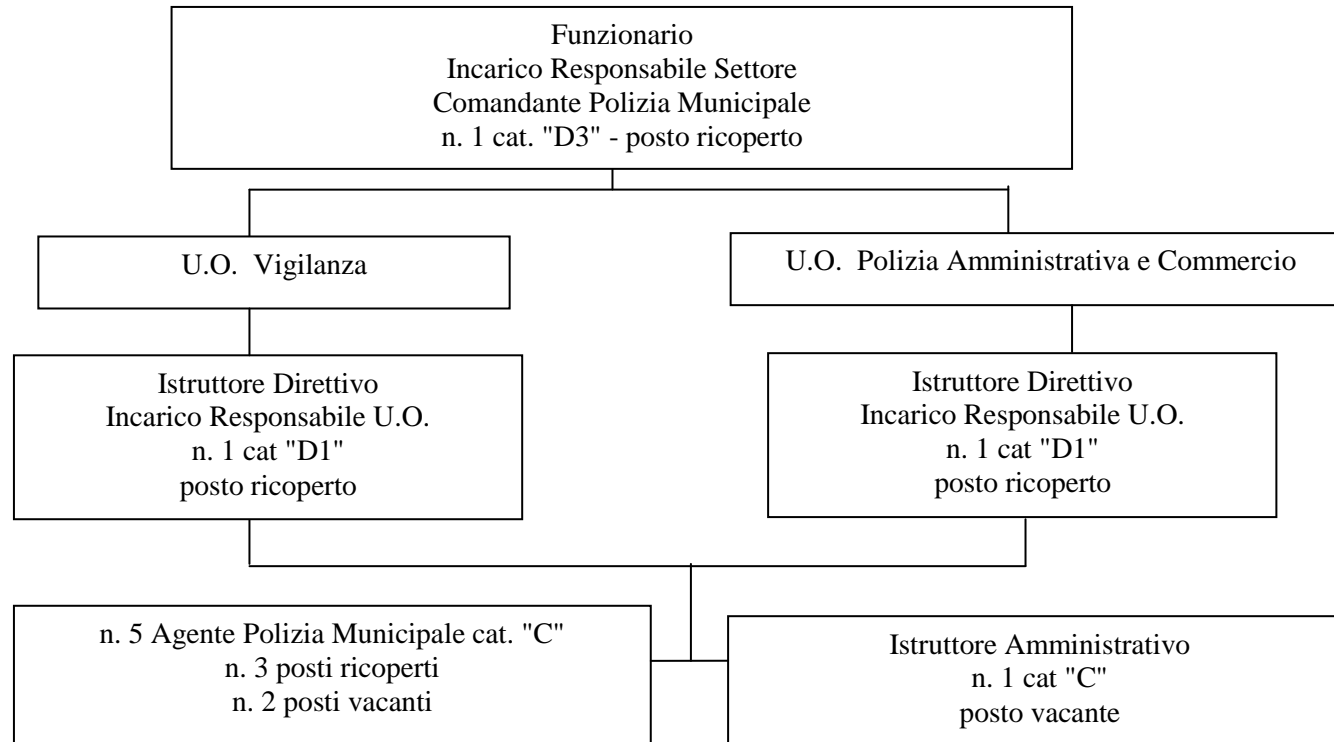 Funzionario
Incarico Responsabile Settore
Comandante Polizia Municipale
n. 1 cat. "D3" - posto ricoperto
U.O. Vigilanza
U.O. Polizia Amministrativa e Commercio
Istruttore Direttivo
Incarico Responsabile U.O.
n. 1 cat "D1"
posto ricoperto
Istruttore Direttivo
Incarico Responsabile U.O.
n. 1 cat "D1"
posto ricoperto
n. 5 Agente Polizia Municipale cat. "C"
n. 3 posti ricoperti
n. 2 posti vacanti
Istruttore Amministrativo
n. 1 cat "C"
posto vacante